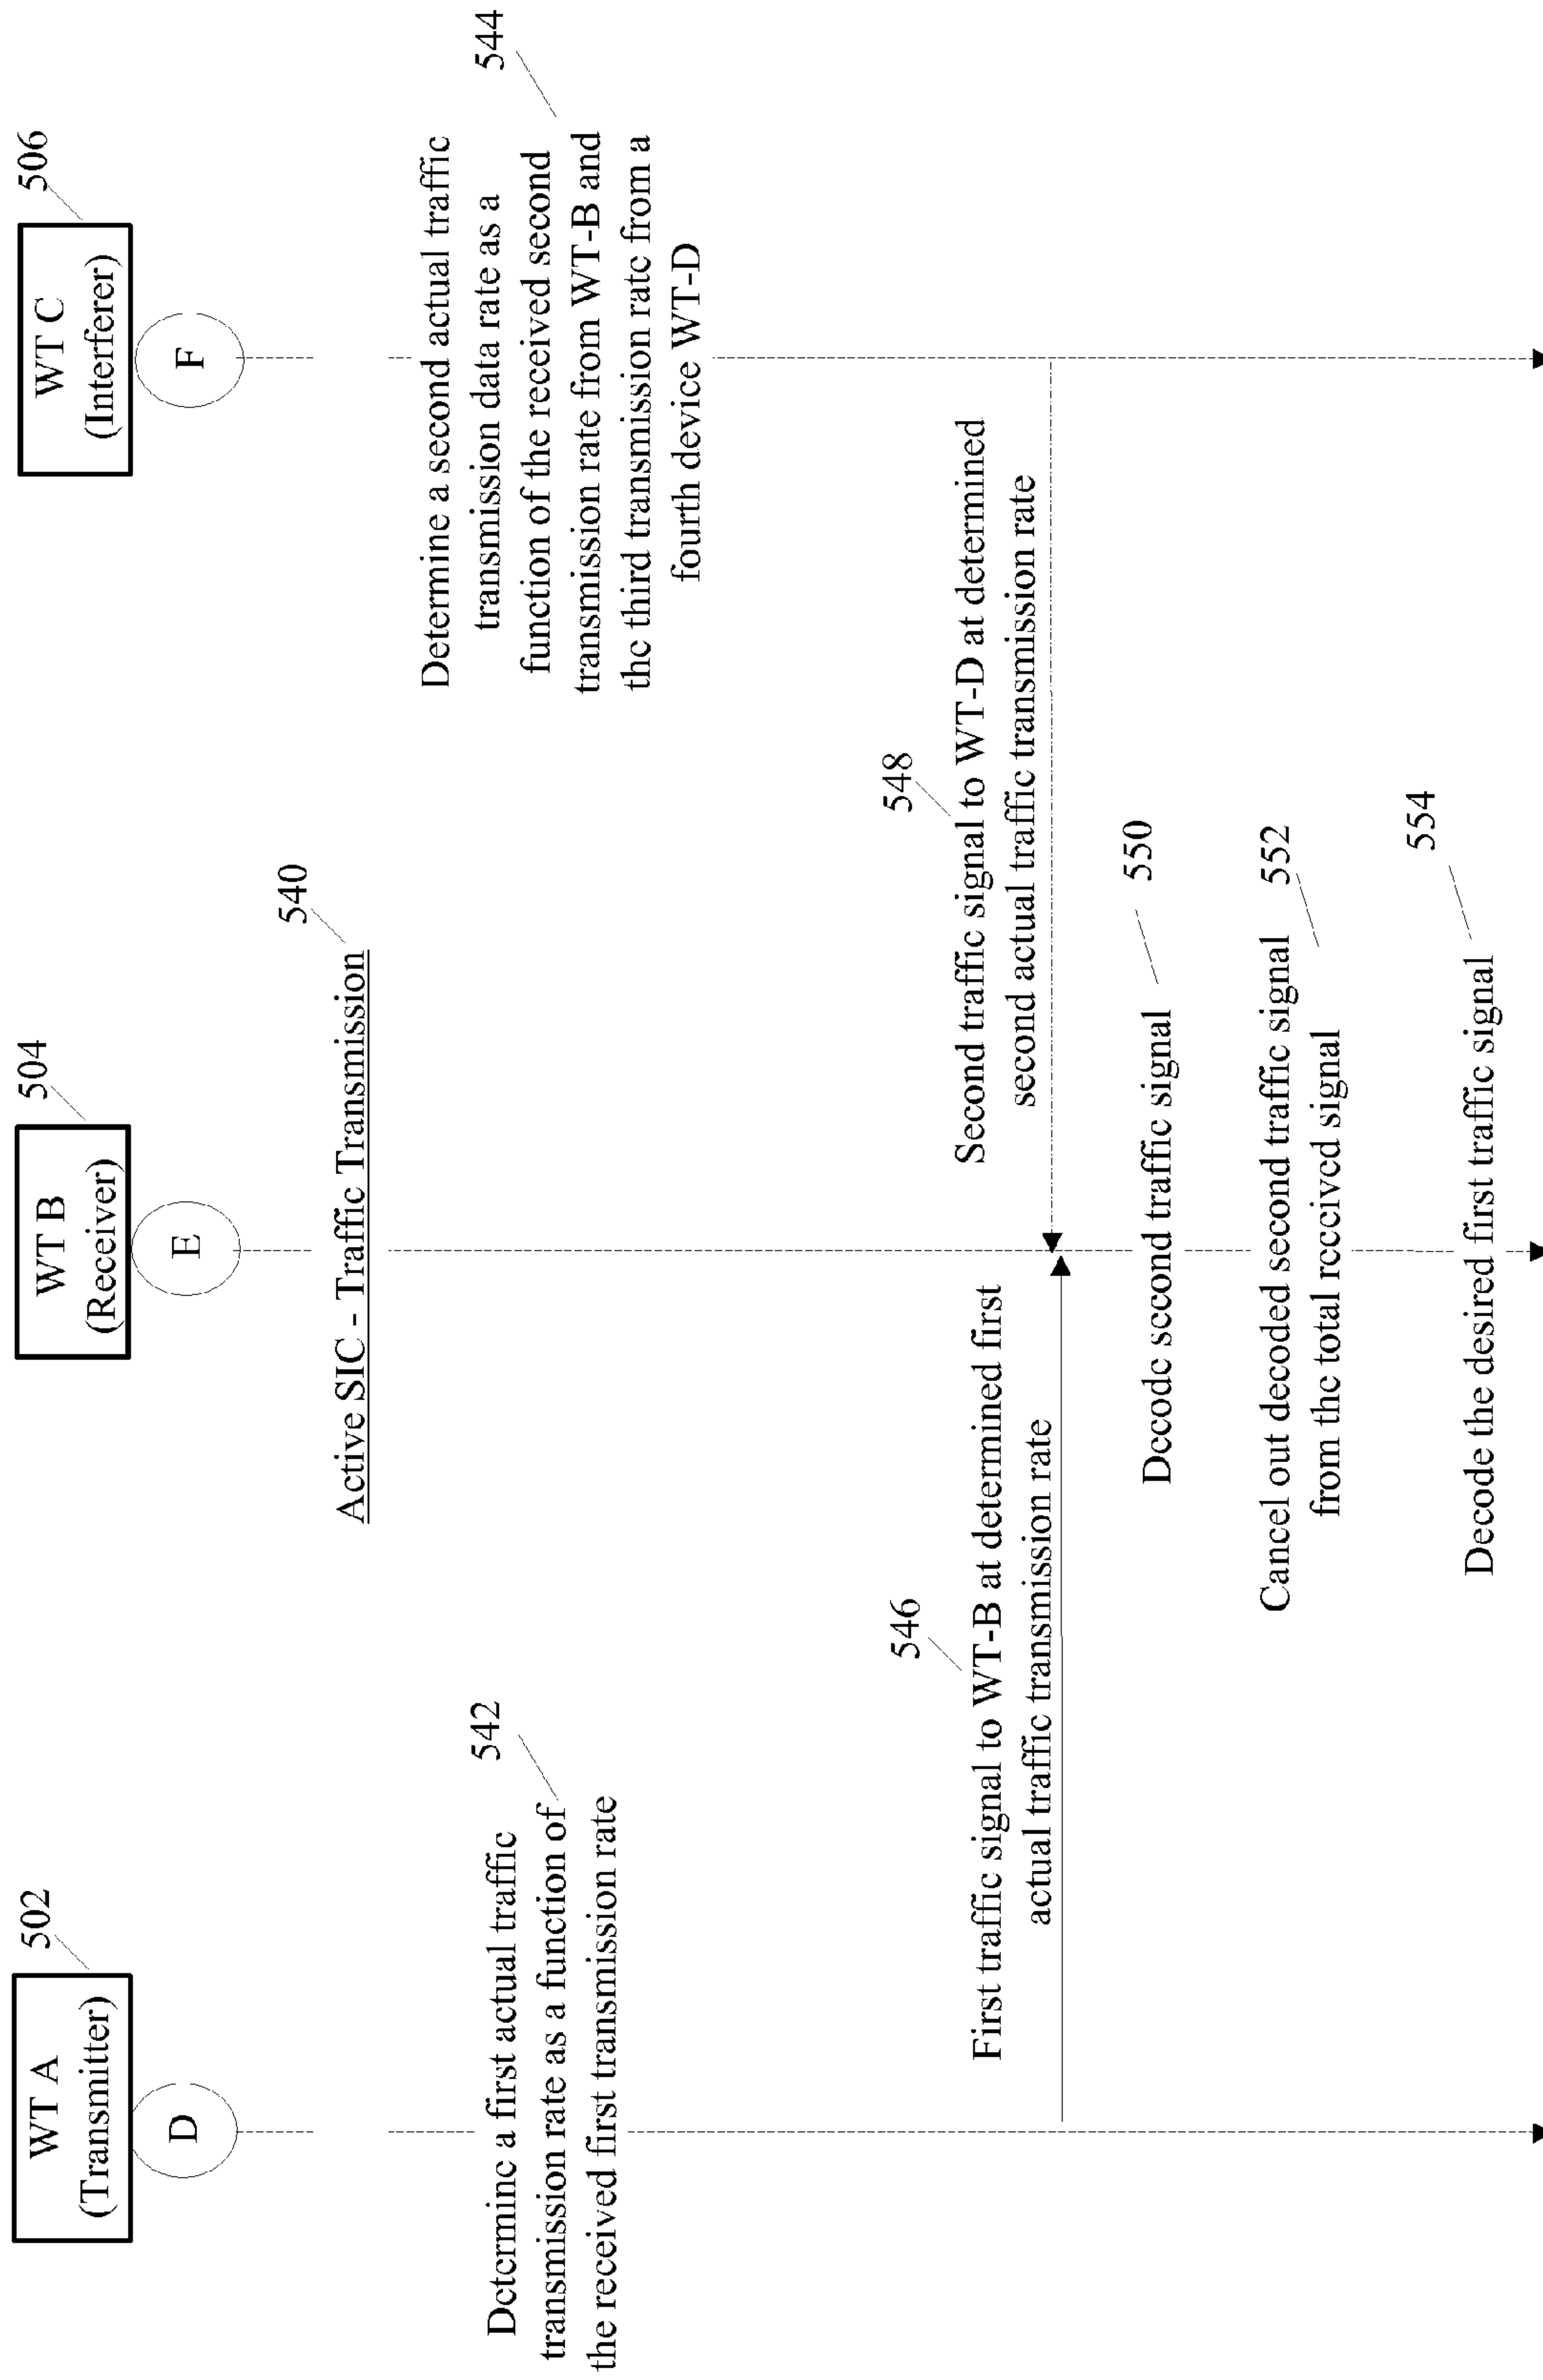 502
WT A
(Transmitter)
D
504
WT B
(Receiver)
E
506
WT C
(Interferer)
F
540
Active SIC - Traffic Transmission
542
Determine a first actual traffic
transmission rate as a function of
the received first transmission rate
544
Determine a second actual traffic
transmission data rate as a
function of the received second
transmission rate from WT-B and
the third transmission rate from a
fourth device WT-D
546
First traffic signal to WT-B at determined first
actual traffic transmission rate
548
Second traffic signal to WT-D at determined
second actual traffic transmission rate
550
Decode second traffic signal
552
Cancel out decoded second traffic signal
from the total received signal
554
Decode the desired first traffic signal